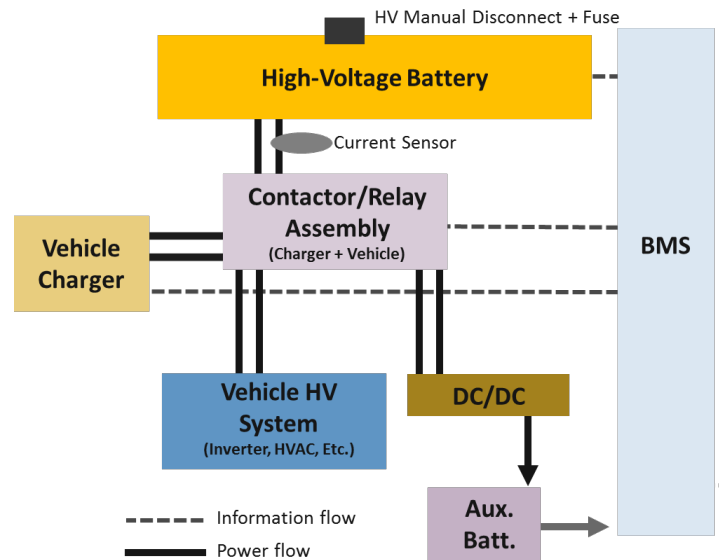 HV Manual Disconnect + Fuse
High-Voltage Battery
Current Sensor
Contactor/Relay
Assembly
(Charger + Vehicle)
Vehicle
Charger
BMS
Vehicle HV
System
(Inverter, HVAC, Etc.)
DC/DC
Aux.
Batt.
Information flow
Power flow